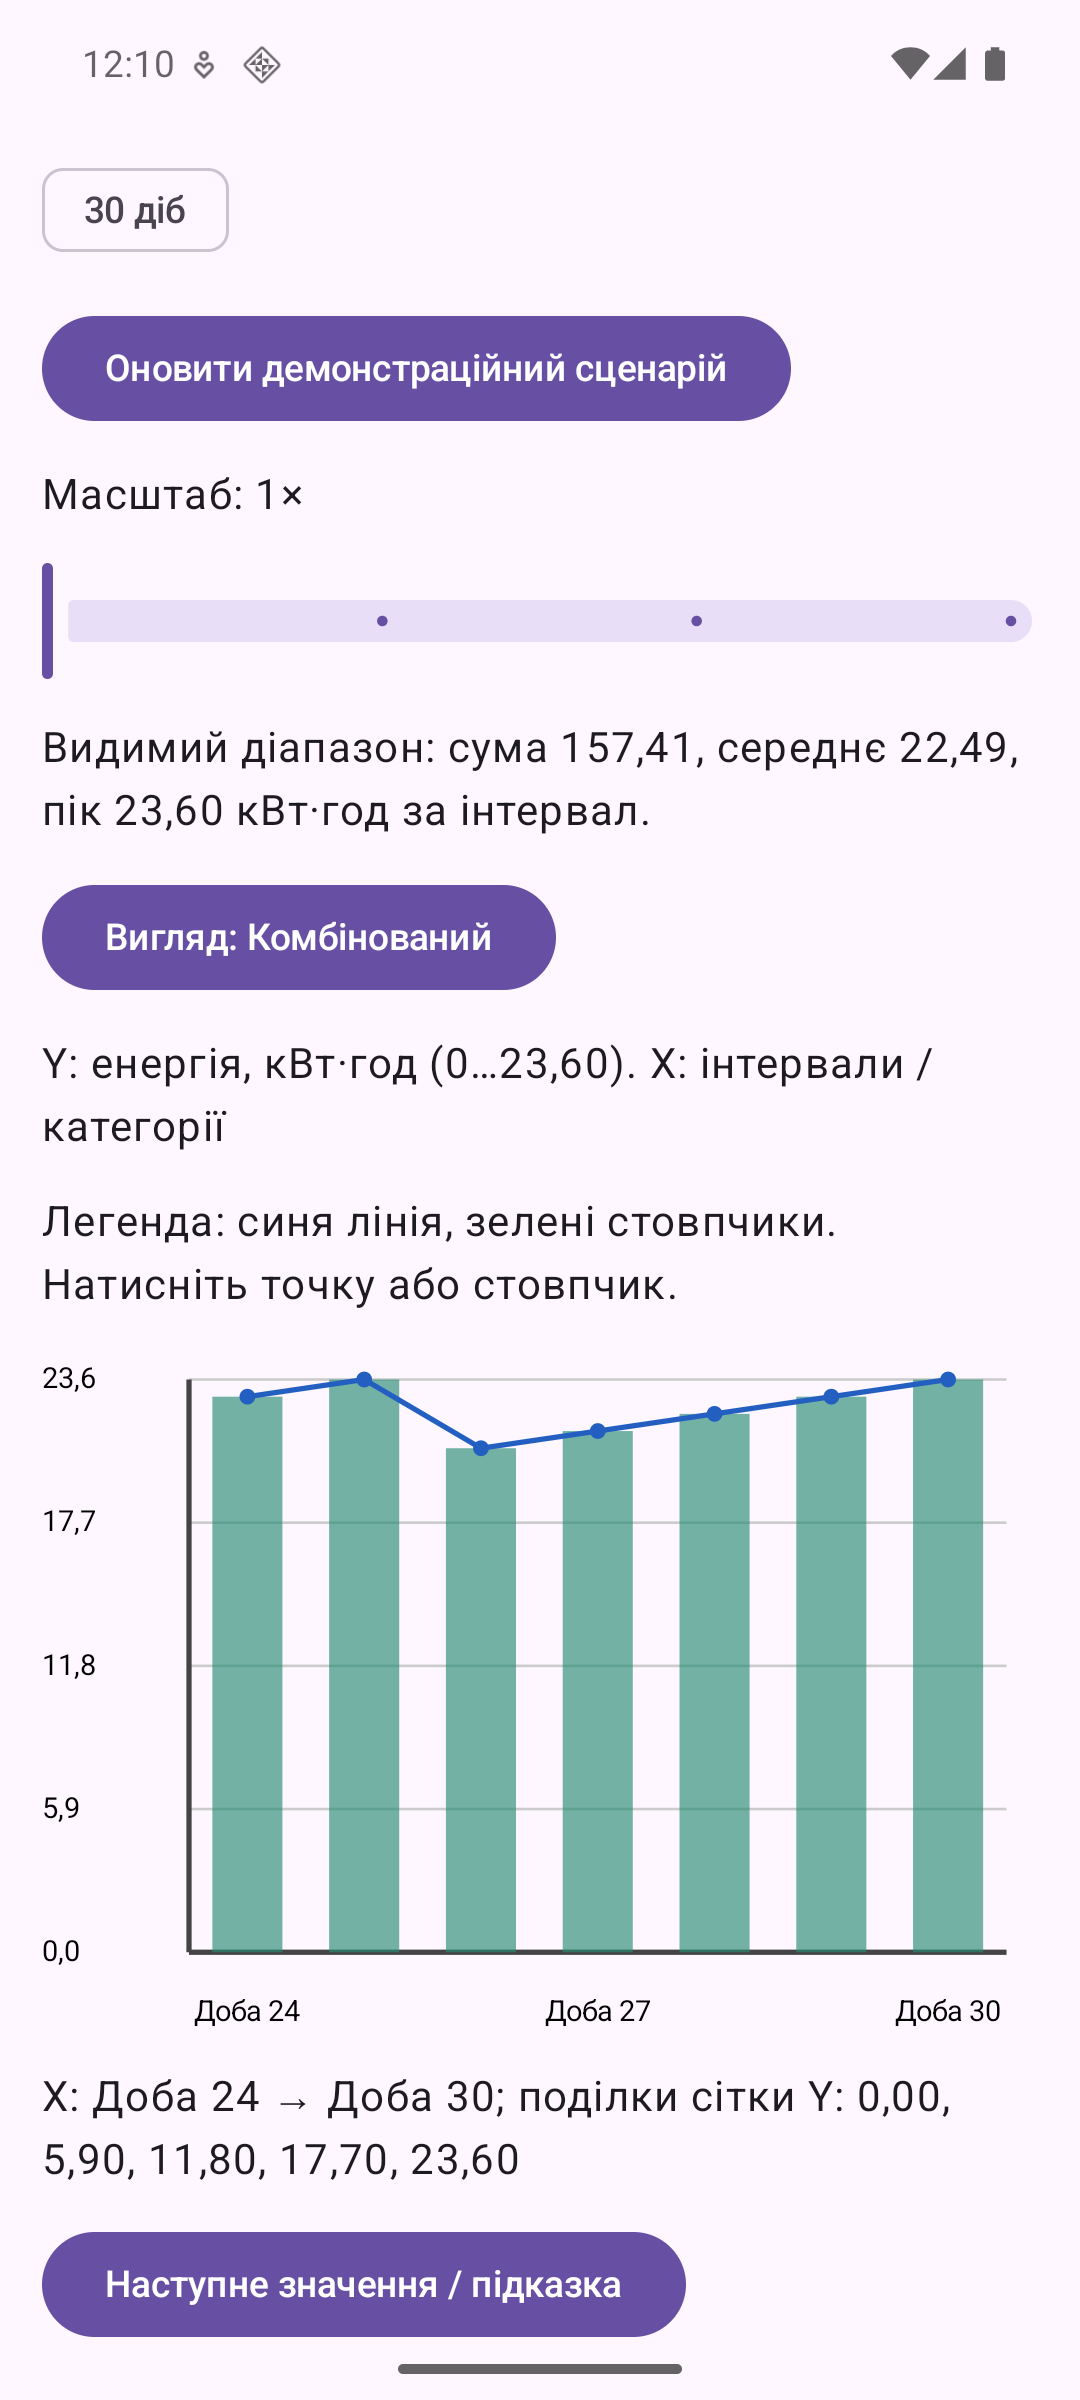 12:10
30 діб
Оновити демонстраційний сценарій
Масштаб: 1×
Видимий діапазон: сума 157,41, середнє 22,49,
пік 23,60 кВт·год за інтервал.
Вигляд: Комбінований
Y: енергія, кВт·год (0…23,60). X: інтервали /
категорії
Легенда: синя лінія, зелені стовпчики.
Натисніть точку або стовпчик.
23,6
17,7
11,8
5,9
0,0
Доба 24 Доба 27 Доба 30
X: Доба 24 → Доба 30; поділки сітки Y: 0,00,
5,90, 11,80, 17,70, 23,60
Наступне значення / підказка